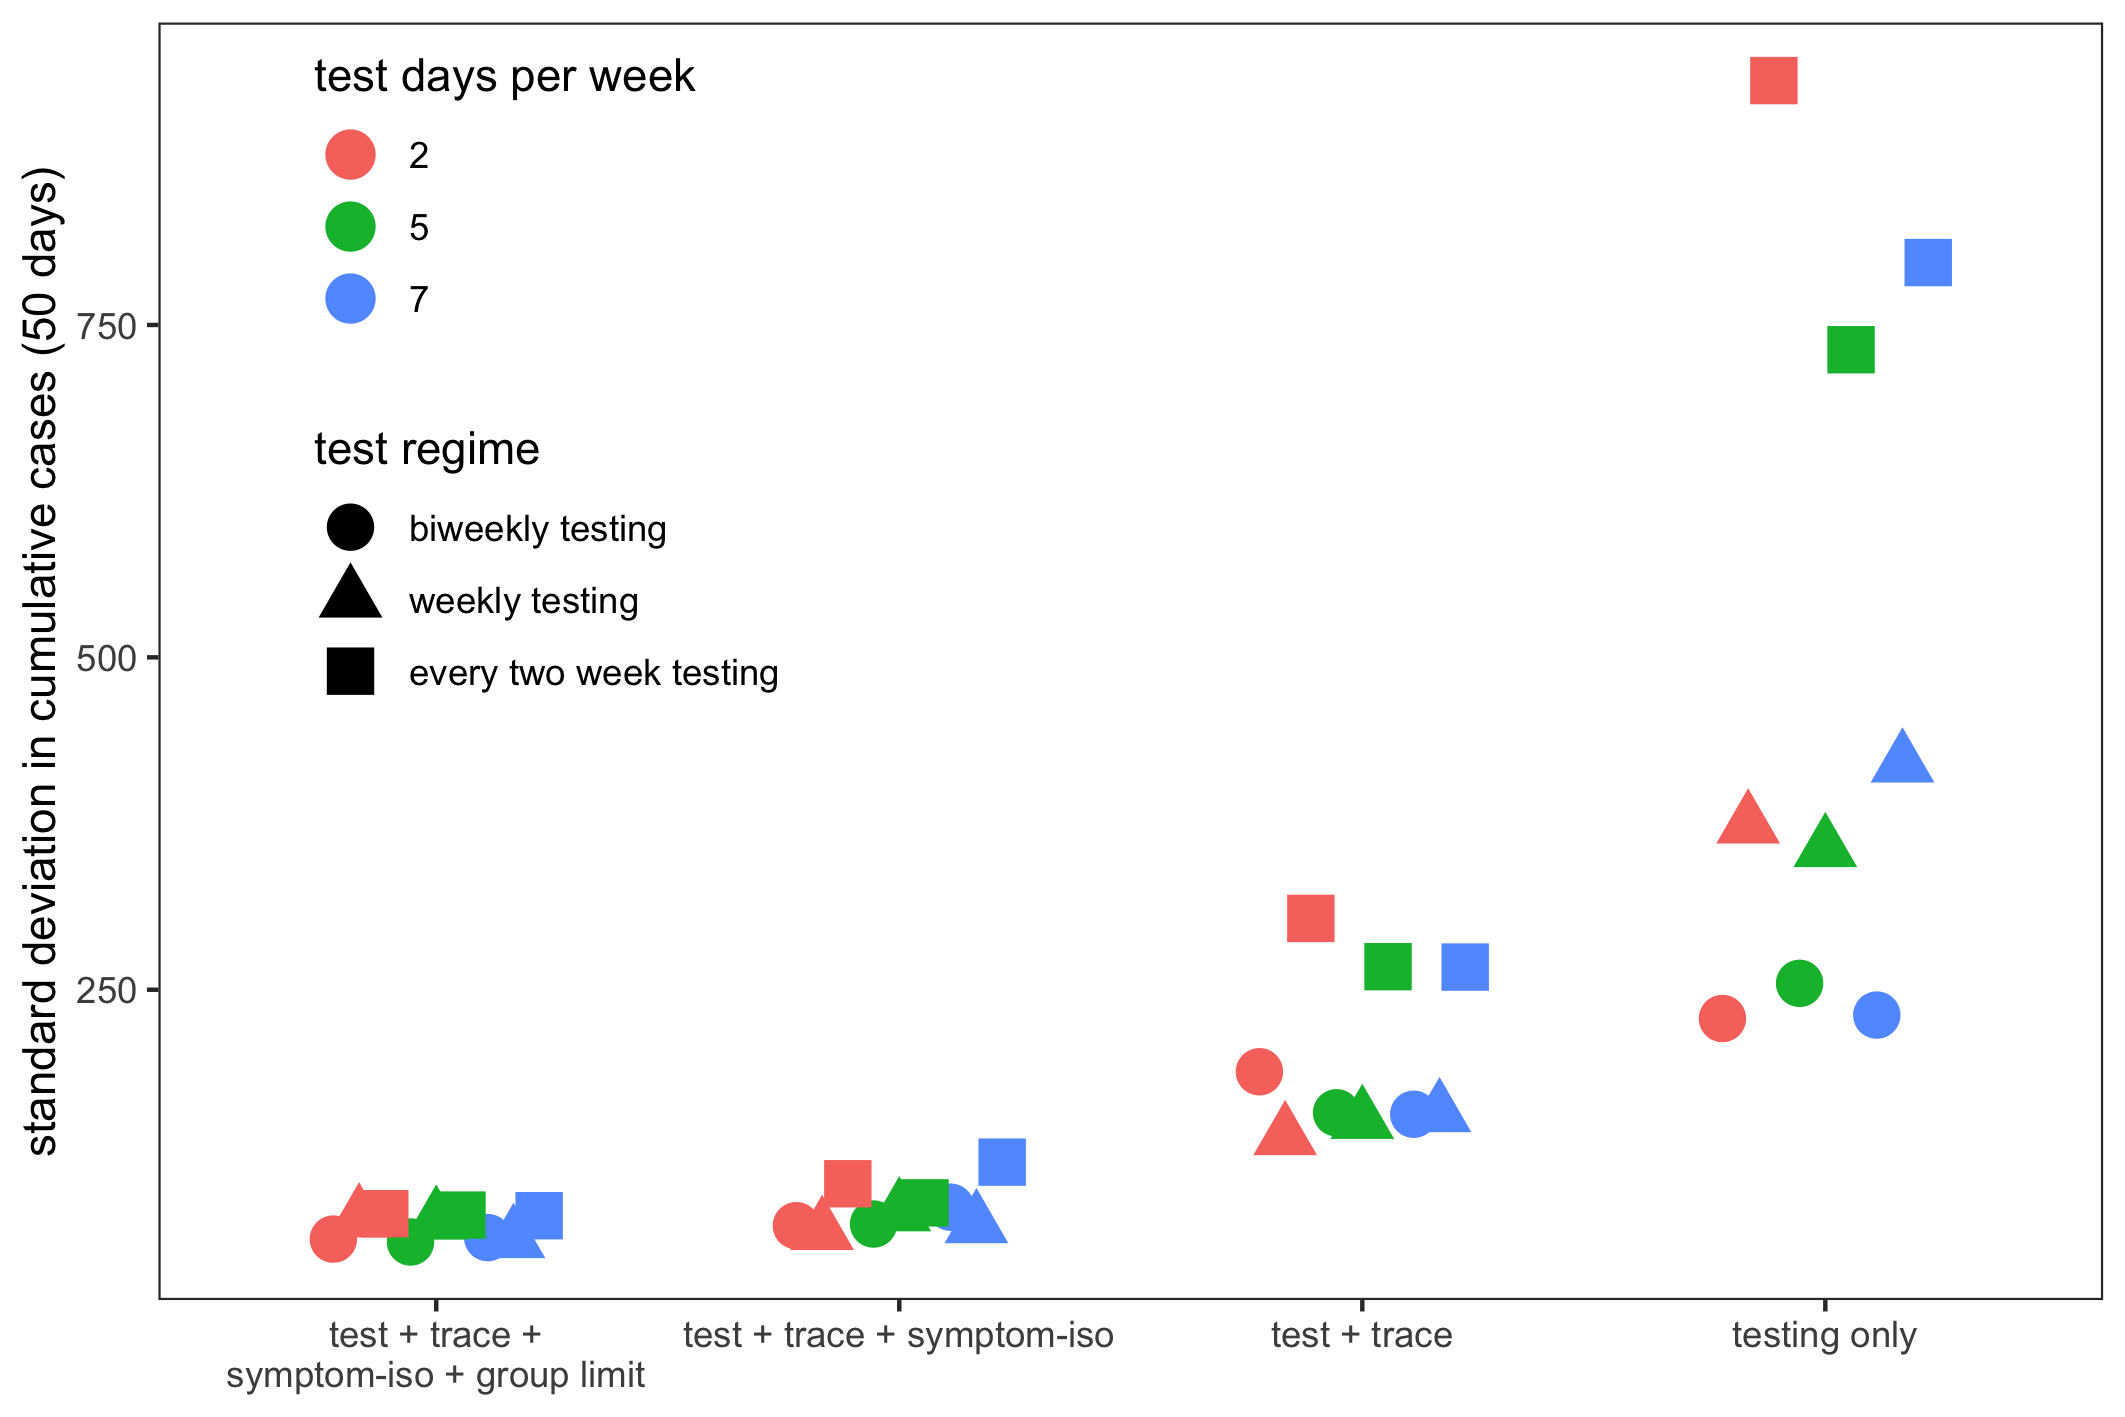 test days per week
2
5
7
test regime
biweekly testing
weekly testing
every two week testing
standard deviation in cumulative cases (50 days)
750
500
250
test + trace +
symptom-iso + group limit
test + trace + symptom-iso
test + trace
testing only